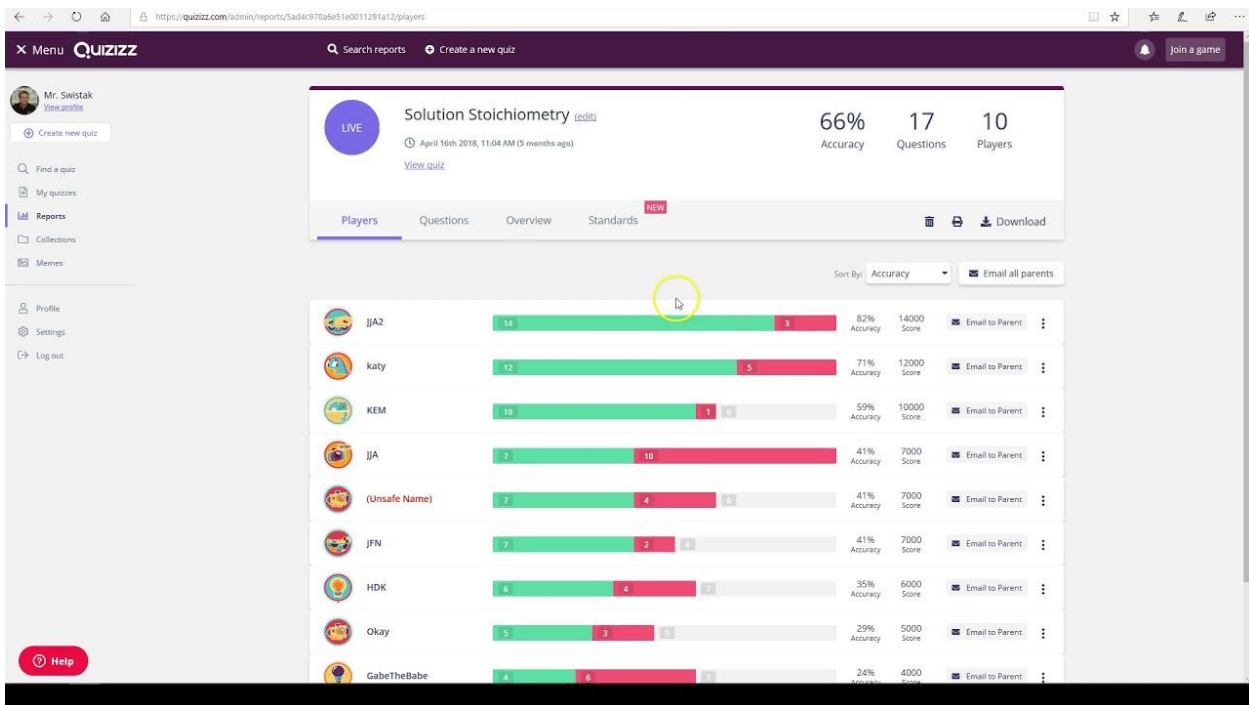 https://quizizz.com/admin/reports/5ad4c978a6e51e0011291a12/players
X Menu QUIZIZZ
Search reports
Create a new quiz
Join a game
Mr. Swistak
View profile
Create new quiz
Find a quiz
My quizzes
Reports
Collections
Memes
Profile
Settings
Log out
Help
LIVE
Solution Stoichiometry (edit)
April 16th 2018, 11:04 AM (5 months ago)
View quiz
66% 17 10
Accuracy Questions Players
Players Questions Overview Standards NEW
Download
Sort By: Accuracy
Email all parents
JJA2 14 3 82% 14000 Email to Parent
Accuracy Score
katy 12 5 71% 12000 Email to Parent
Accuracy Score
KEM 10 1 6 59% 10000 Email to Parent
Accuracy Score
JJA 7 10 41% 7000 Email to Parent
Accuracy Score
(Unsafe Name) 7 4 6 41% 7000 Email to Parent
Accuracy Score
JFN 7 2 8 41% 7000 Email to Parent
Accuracy Score
HDK 6 4 7 35% 6000 Email to Parent
Accuracy Score
Okay 5 3 9 29% 5000 Email to Parent
Accuracy Score
GabeTheBabe 4 6 7 24% 4000 Email to Parent
Accuracy Score